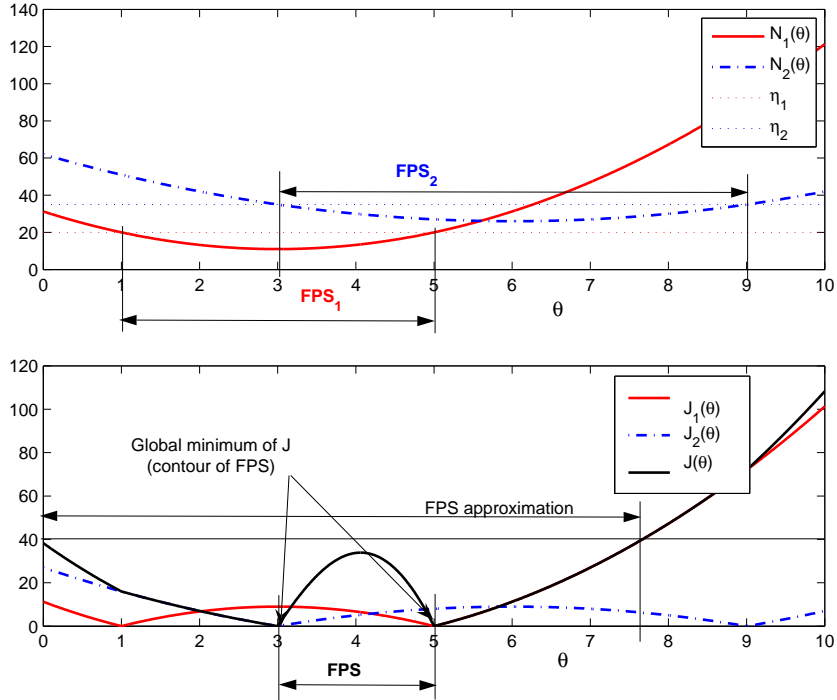 140
120
100
80
60
40
20
0
N₁(θ)
N₂(θ)
η₁
η₂
FPS₂
0 1 2 3 4 5 6 7 8 9 10
FPS₁
θ
120
100
80
60
40
20
0
J₁(θ)
J₂(θ)
J(θ)
Global minimum of J
(contour of FPS)
FPS approximation
0 1 2 3 4 5 6 7 8 9 10
FPS
θ